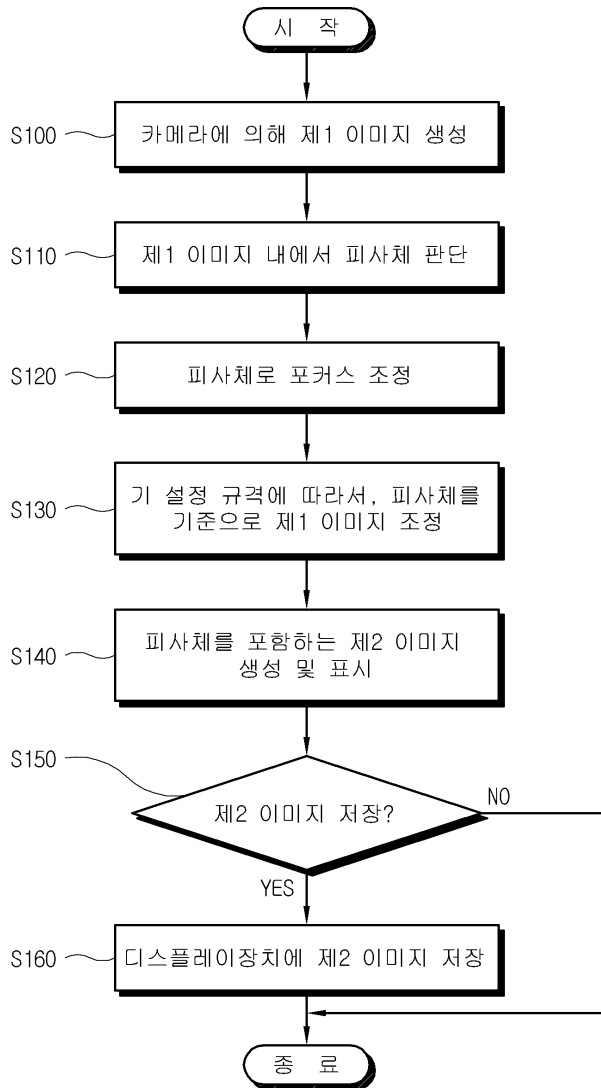 시 작
S100
카메라에 의해 제1 이미지 생성
S110
제1 이미지 내에서 피사체 판단
S120
피사체로 포커스 조정
S130
기 설정 규격에 따라서, 피사체를
기준으로 제1 이미지 조정
S140
피사체를 포함하는 제2 이미지
생성 및 표시
S150
제2 이미지 저장?
NO
YES
S160
디스플레이장치에 제2 이미지 저장
종 료